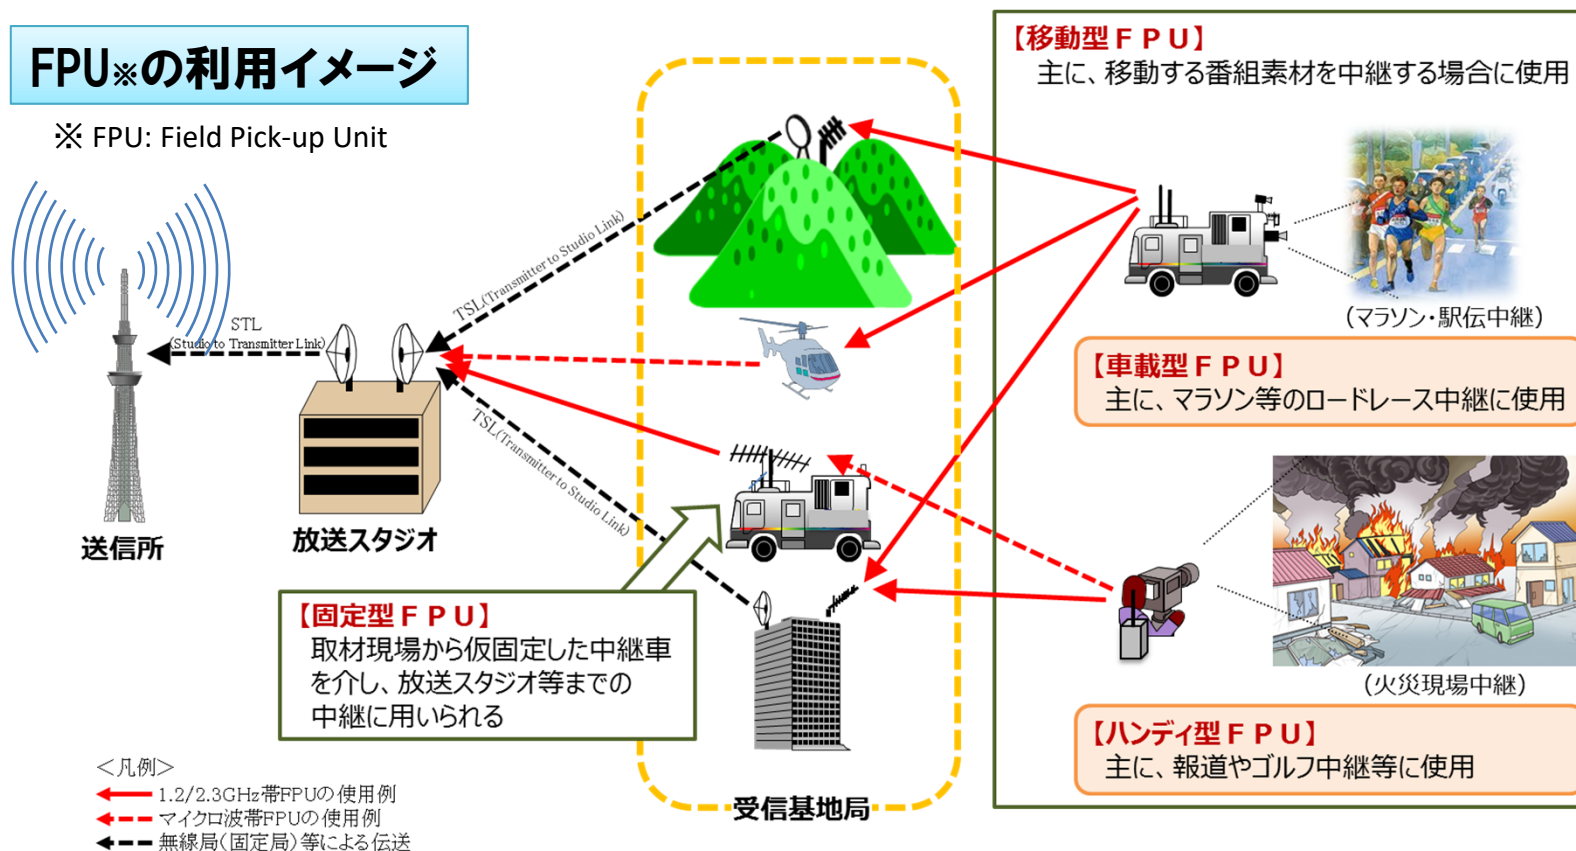 FPU※の利用イメージ
※ FPU: Field Pick-up Unit
【移動型ＦＰＵ】
主に、移動する番組素材を中継する場合に使用
(マラソン・駅伝中継)
【車載型ＦＰＵ】
主に、マラソン等のロードレース中継に使用
(火災現場中継)
【ハンディ型ＦＰＵ】
主に、報道やゴルフ中継等に使用
TSL(Transmitter to Studio Link)
STL
(Studio to Transmitter Link)
TSL(Transmitter to Studio Link)
送信所
放送スタジオ
【固定型ＦＰＵ】
取材現場から仮固定した中継車
を介し、放送スタジオ等までの
中継に用いられる
受信基地局
＜凡例＞
1.2/2.3GHz帯FPUの使用例
マイクロ波帯FPUの使用例
無線局(固定局)等による伝送